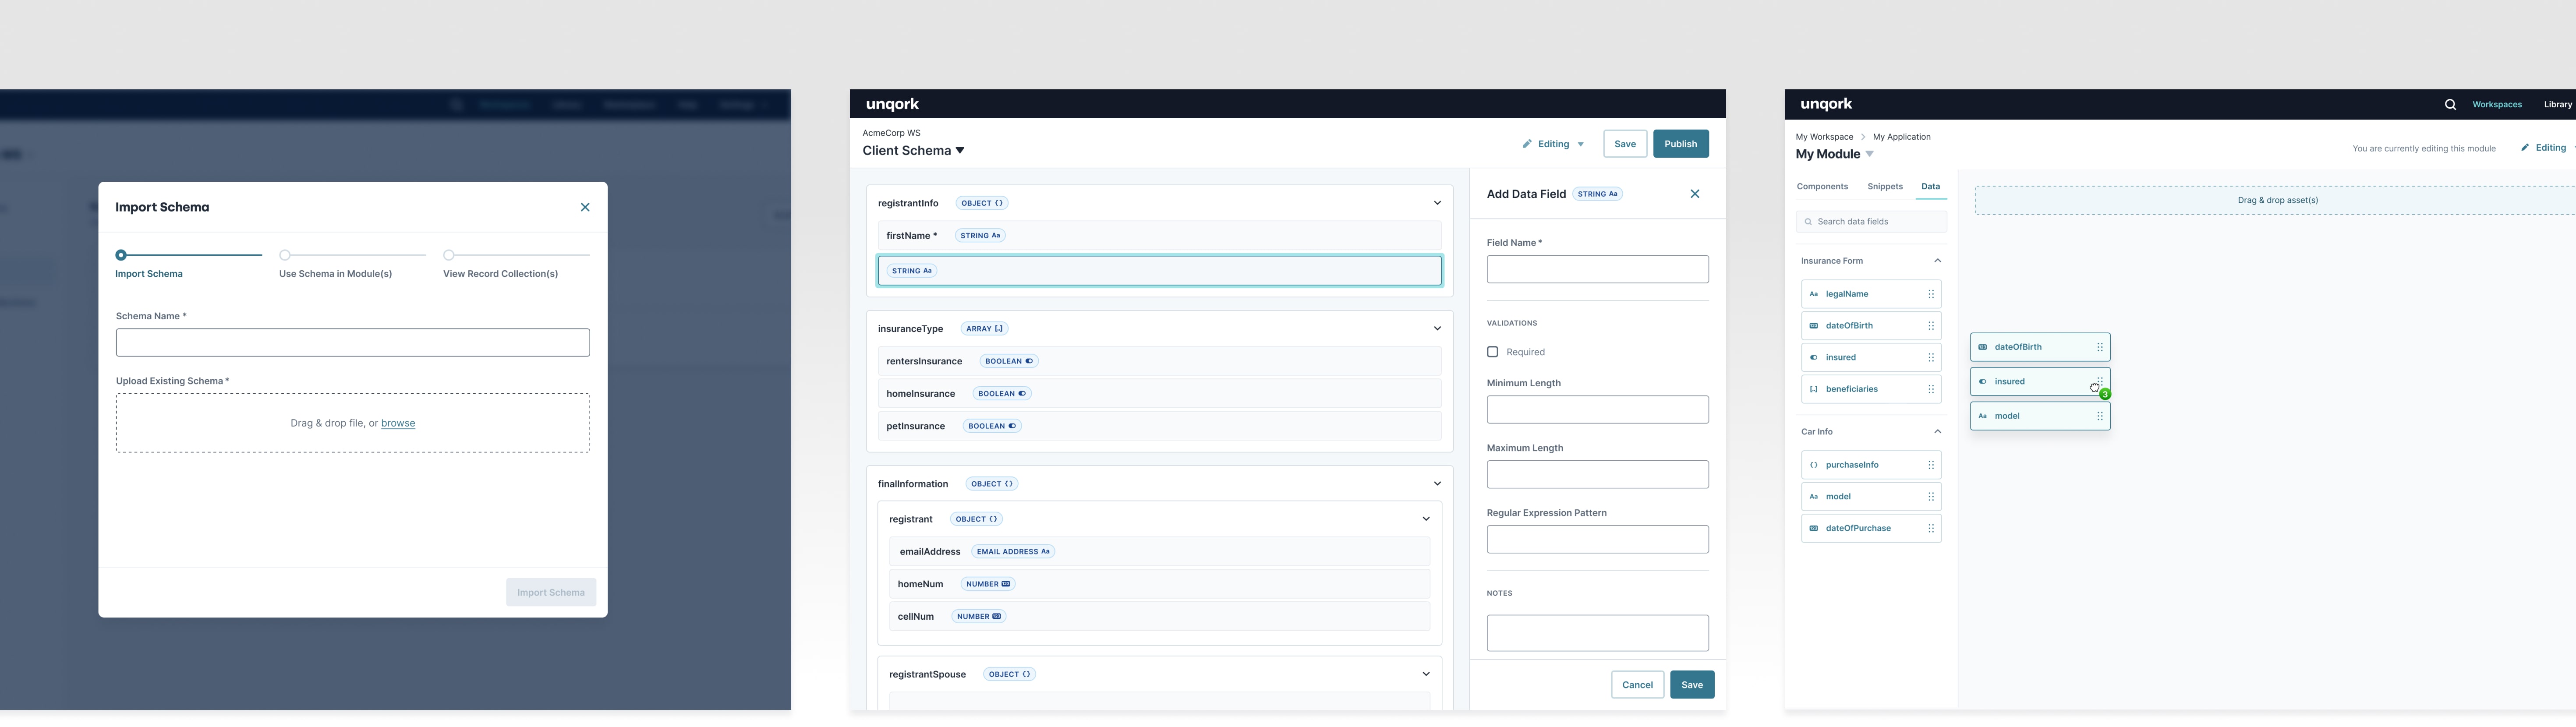 Import Schema
Import Schema
Use Schema in Module(s)
View Record Collection(s)
Schema Name *
Upload Existing Schema *
Drag & drop file, or browse
Import Schema
unqork
AcmeCorp WS
Client Schema
Editing
Save
Publish
registrantInfo
OBJECT {}
firstName *
STRING Aa
STRING Aa
insuranceType
ARRAY [..]
rentersInsurance
BOOLEAN
homeInsurance
BOOLEAN
petInsurance
BOOLEAN
finalInformation
OBJECT {}
registrant
OBJECT {}
emailAddress
EMAIL ADDRESS Aa
homeNum
NUMBER
cellNum
NUMBER
registrantSpouse
OBJECT {}
Add Data Field
STRING Aa
Field Name *
VALIDATIONS
Required
Minimum Length
Maximum Length
Regular Expression Pattern
NOTES
Cancel
Save
unqork
Workspaces
Library
My Workspace > My Application
My Module
You are currently editing this module
Editing
Components
Snippets
Data
Search data fields
Insurance Form
Aa legalName
dateOfBirth
insured
[..] beneficiaries
Car Info
{} purchaseInfo
Aa model
dateOfPurchase
Drag & drop asset(s)
dateOfBirth
insured
3
Aa model